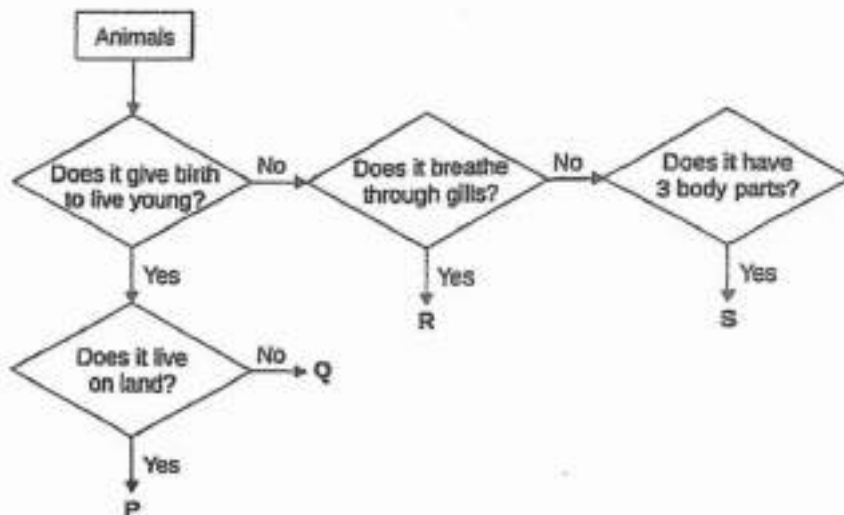 Animals
Does it give birth
to live young?
No
Does it breathe
through gills?
No
Does it have
3 body parts?
Yes
Yes
R
Yes
S
Does it live
on land?
No
Q
Yes
P